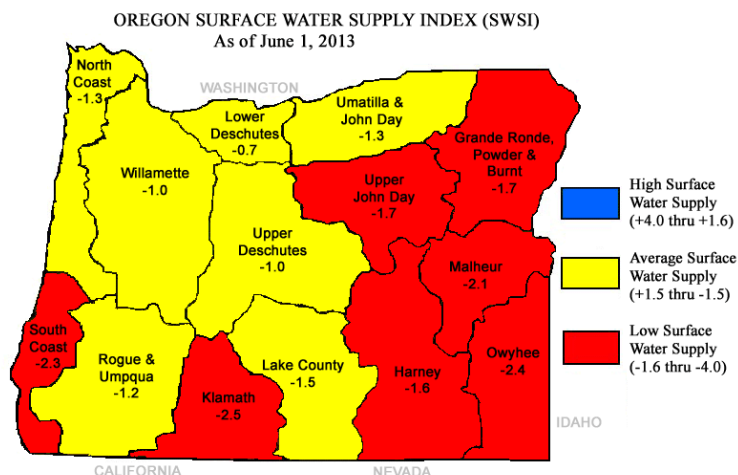 OREGON SURFACE WATER SUPPLY INDEX (SWSI)
As of June 1, 2013
North
Coast
-1.3
WASHINGTON
Lower
Deschutes
-0.7
Umatilla &
John Day
-1.3
Grande Ronde,
Powder &
Burnt
-1.7
Willamette
-1.0
Upper
John Day
-1.7
Upper
Deschutes
-1.0
Malheur
-2.1
South
Coast
-2.3
Rogue &
Umpqua
-1.2
Klamath
-2.5
Lake County
-1.5
Harney
-1.6
Owyhee
-2.4
High Surface
Water Supply
(+4.0 thru +1.6)
Average Surface
Water Supply
(+1.5 thru -1.5)
Low Surface
Water Supply
(-1.6 thru -4.0)
IDAHO
CALIFORNIA
NEVADA